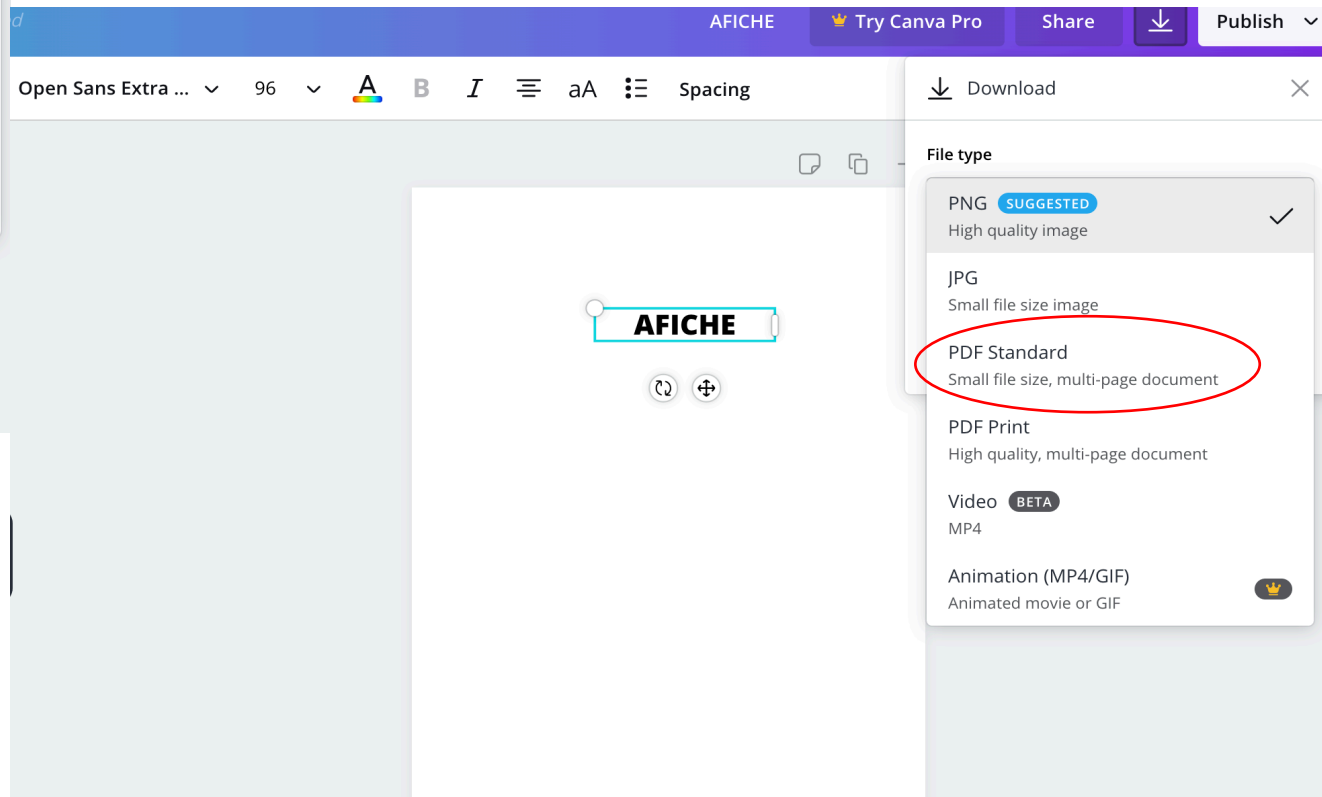 d
AFICHE Try Canva Pro Share Publish
Open Sans Extra ... 96 A B I aA Spacing
Download
File type
PNG SUGGESTED
High quality image
JPG
Small file size image
AFICHE
PDF Standard
Small file size, multi-page document
PDF Print
High quality, multi-page document
Video BETA
MP4
Animation (MP4/GIF)
Animated movie or GIF